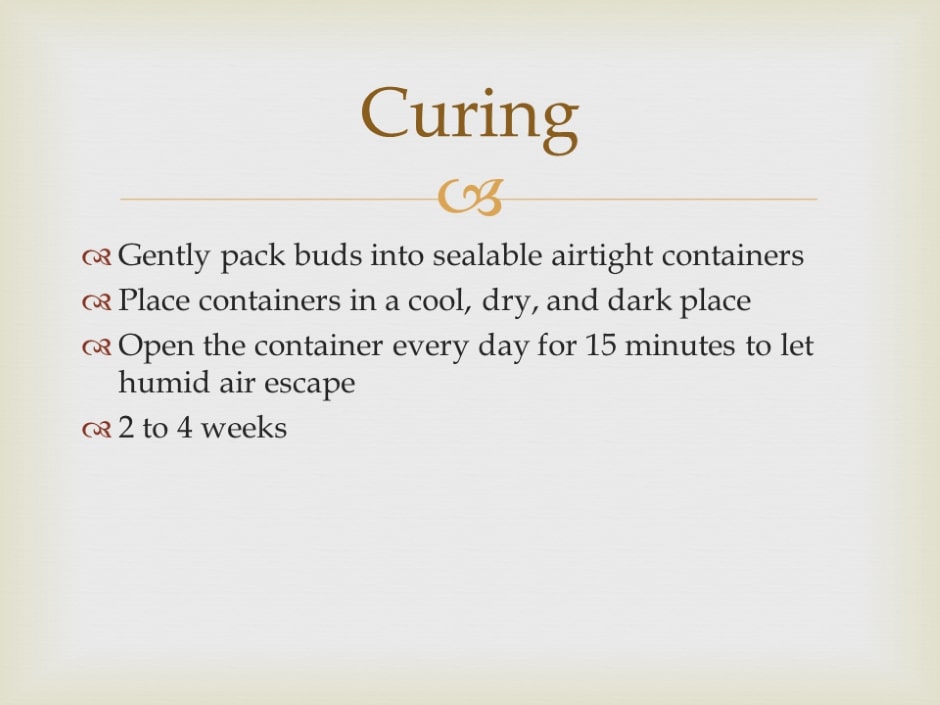 Curing
Gently pack buds into sealable airtight containers
Place containers in a cool, dry, and dark place
Open the container every day for 15 minutes to let
humid air escape
2 to 4 weeks